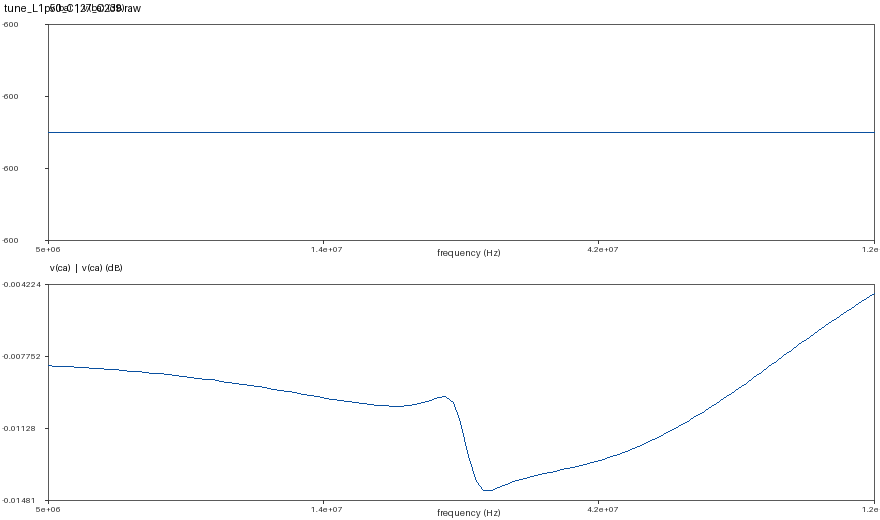 -600
-600
-600
-600
5e+06 1.4e+07 4.2e+07 1.2e
frequency (Hz)
v(ca) | v(ca) (dB)
-0.004224
-0.007752
-0.01128
-0.01481
5e+06 1.4e+07 4.2e+07 1.2e
frequency (Hz)